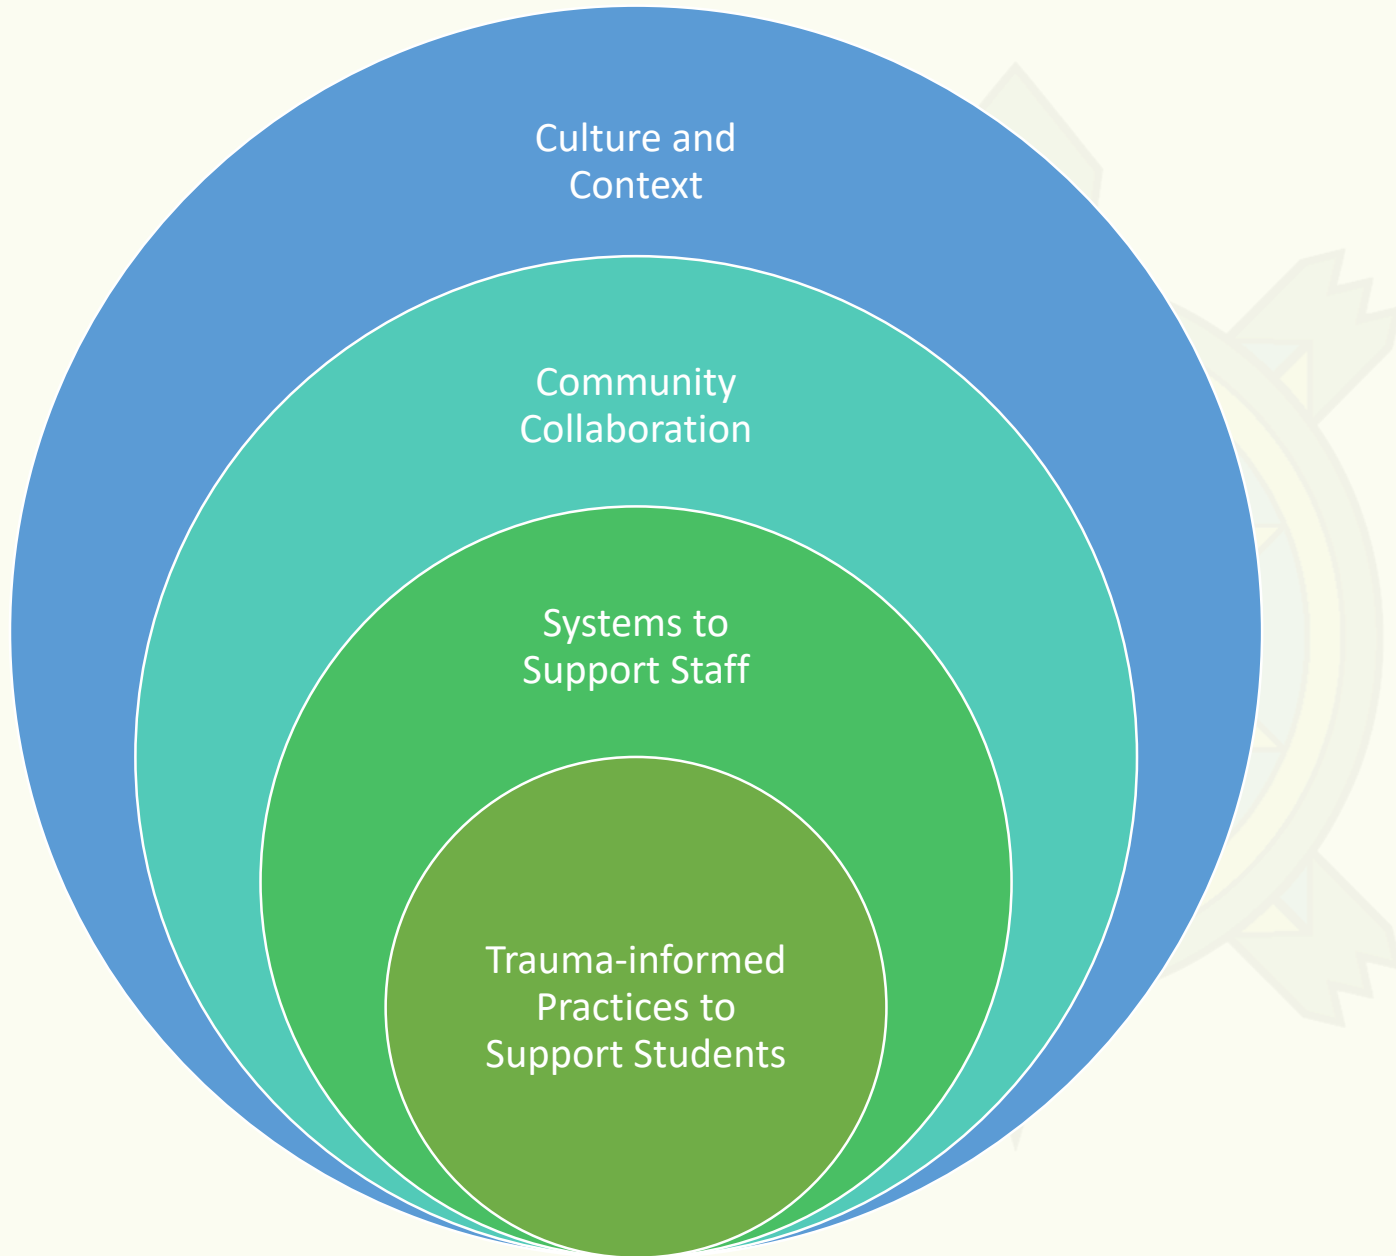 Culture and
Context
Community
Collaboration
Systems to
Support Staff
Trauma-informed
Practices to
Support Students